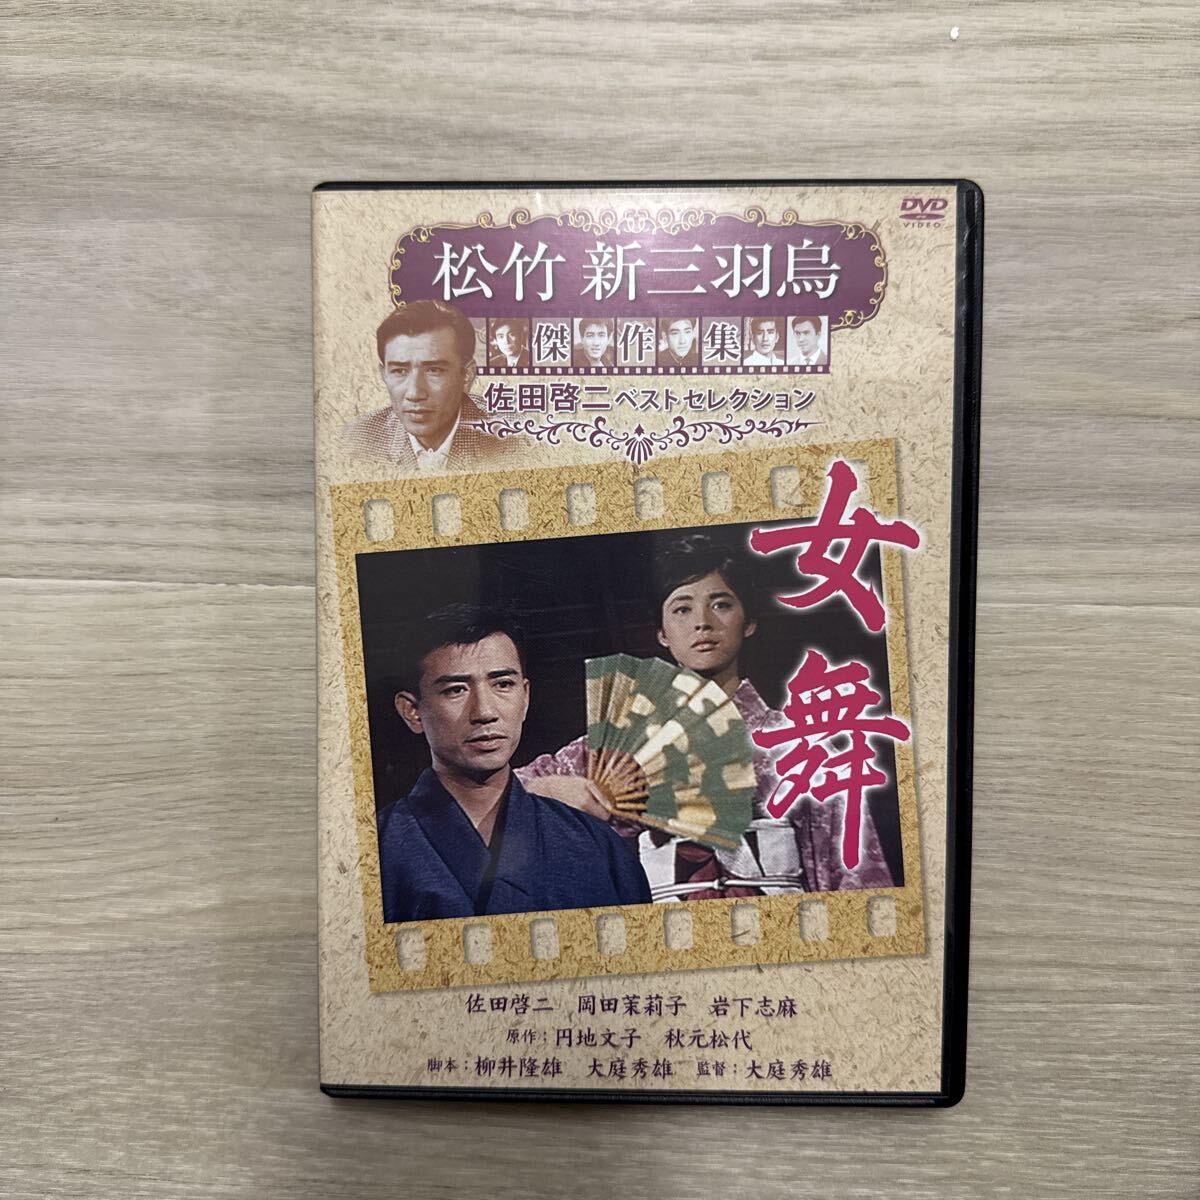 DVD
VIDEO
松竹 新三羽烏
傑作集
佐田啓二ベストセレクション
女舞
佐田啓二 岡田茉莉子 岩下志麻
原作：円地文子 秋元松代
脚本：柳井隆雄 大庭秀雄 監督：大庭秀雄